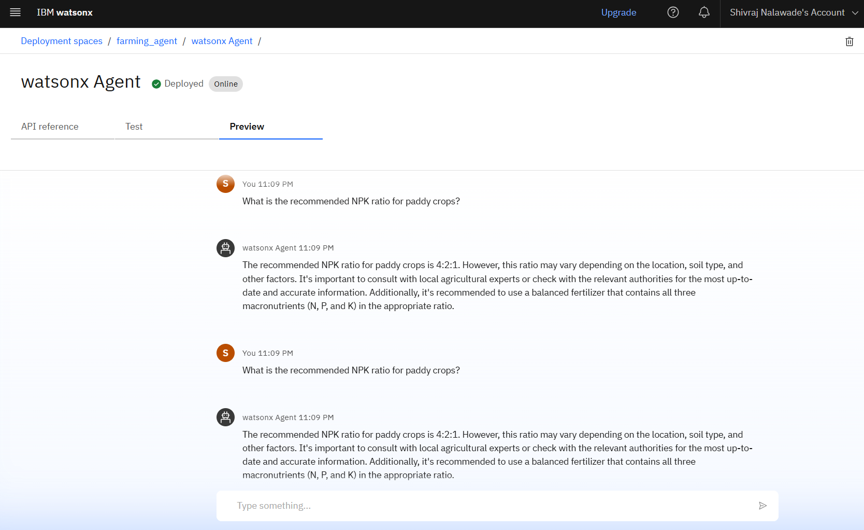 IBM watsonx
Upgrade
Shivraj Nalawade's Account
Deployment spaces / farming_agent / watsonx Agent /
watsonx Agent Deployed Online
API reference Test Preview
S You 11:09 PM
What is the recommended NPK ratio for paddy crops?
watsonx Agent 11:09 PM
The recommended NPK ratio for paddy crops is 4:2:1. However, this ratio may vary depending on the location, soil type, and
other factors. It's important to consult with local agricultural experts or check with the relevant authorities for the most up-to-
date and accurate information. Additionally, it's recommended to use a balanced fertilizer that contains all three
macronutrients (N, P, and K) in the appropriate ratio.
S You 11:09 PM
What is the recommended NPK ratio for paddy crops?
watsonx Agent 11:09 PM
The recommended NPK ratio for paddy crops is 4:2:1. However, this ratio may vary depending on the location, soil type, and
other factors. It's important to consult with local agricultural experts or check with the relevant authorities for the most up-to-
date and accurate information. Additionally, it's recommended to use a balanced fertilizer that contains all three
macronutrients (N, P, and K) in the appropriate ratio.
Type something...